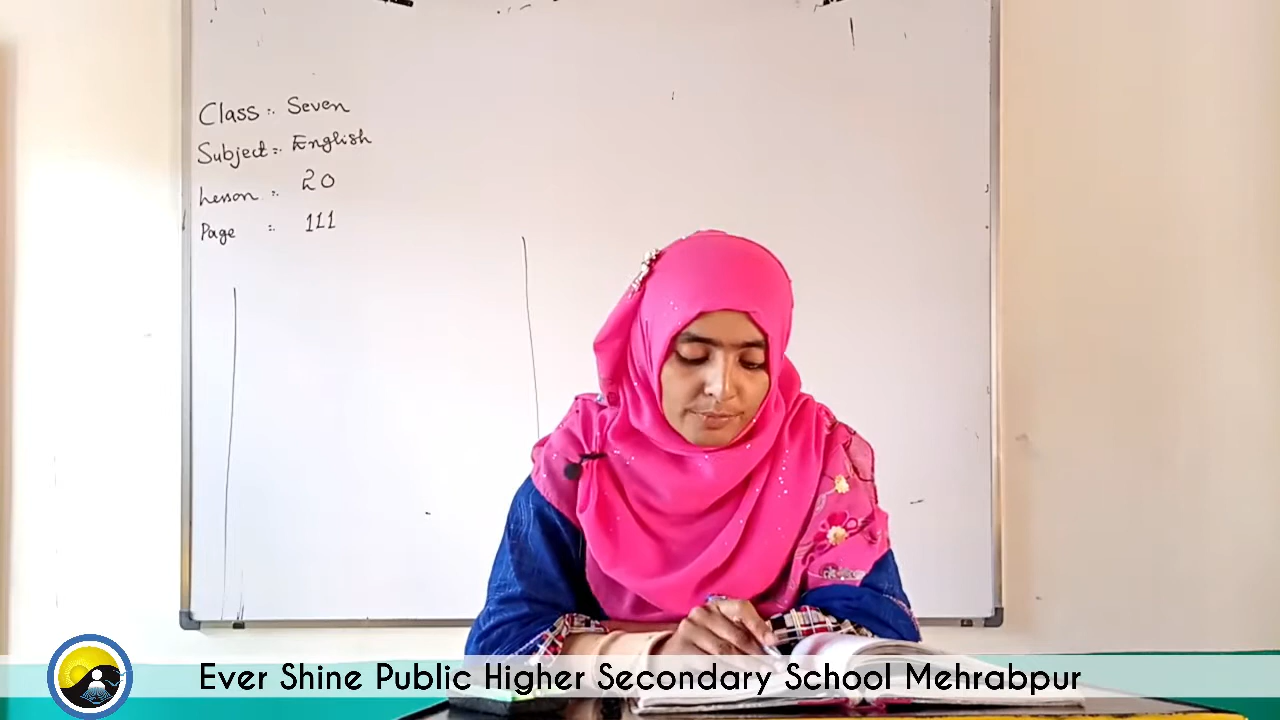 Class :. Seven
Subject :. English
Lesson :. 20
Page :. 111
Ever Shine Public Higher Secondary School Mehrabpur